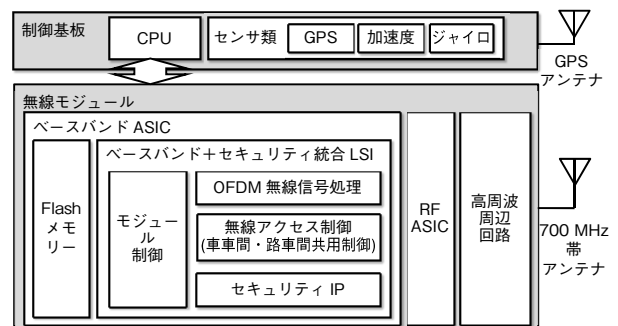 制御基板
CPU
センサ類
GPS
加速度
ジャイロ
GPS
アンテナ
無線モジュール
ベースバンド ASIC
Flash
メモ
リー
ベースバンド＋セキュリティ統合 LSI
モジュー
ル
制御
OFDM 無線信号処理
無線アクセス制御
(車車間・路車間共用制御)
セキュリティ IP
RF
ASIC
高周波
周辺
回路
700 MHz
帯
アンテナ